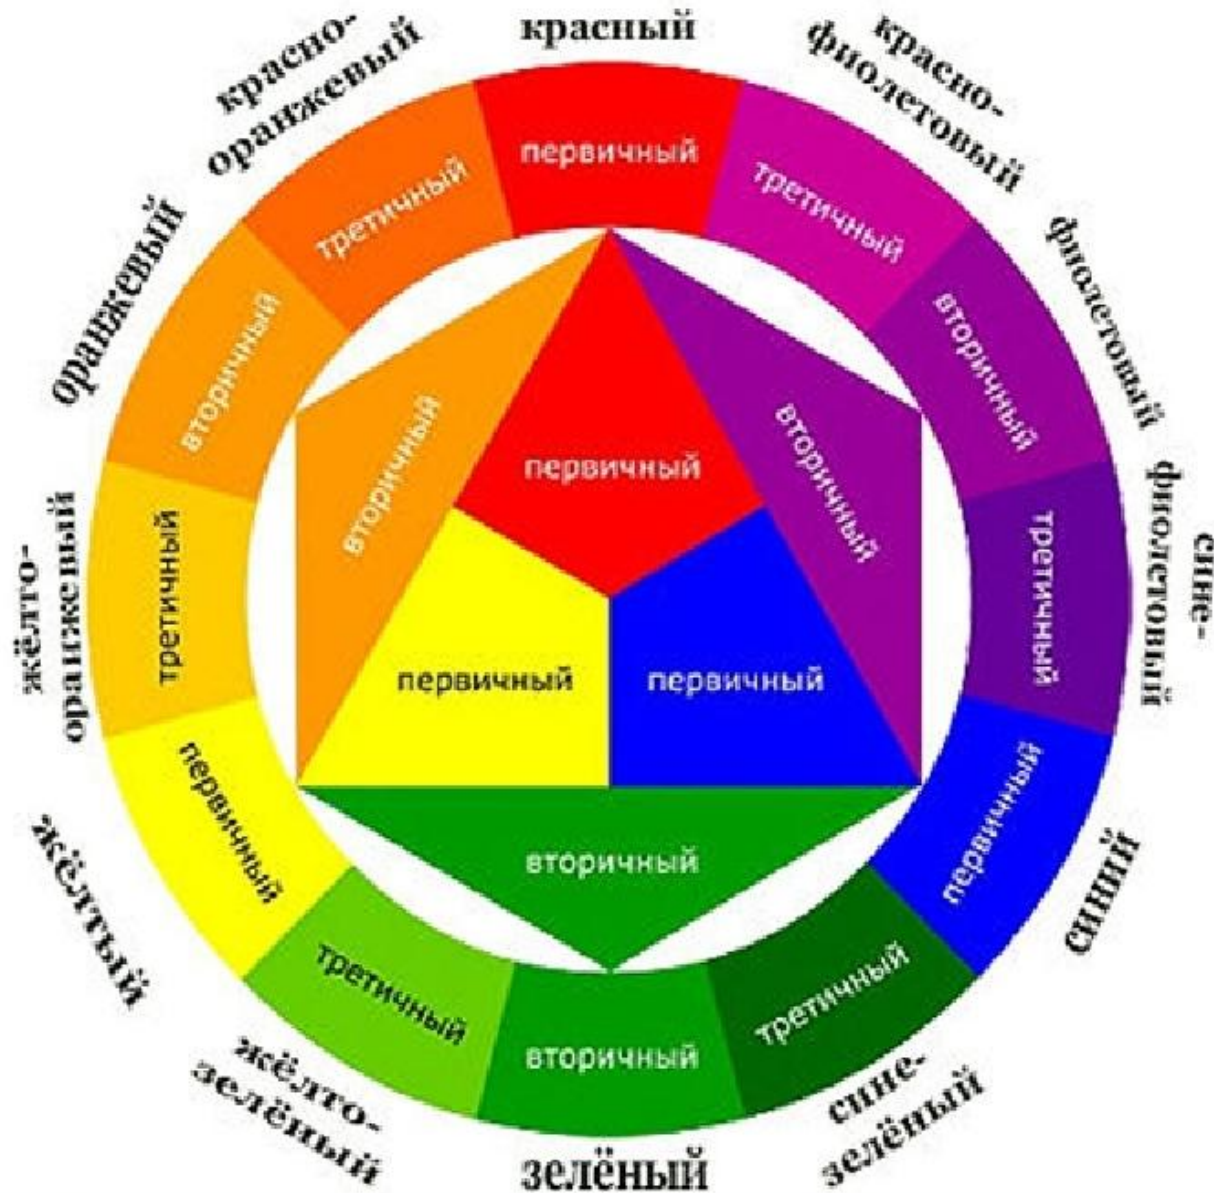 красный
красно-
фиолетовый
фиолетовый
сине-
фиолетовый
синий
сине-
зелёный
зелёный
жёлто-
зелёный
жёлтый
жёлто-
оранжевый
оранжевый
красно-
оранжевый
первичный
третичный
вторичный
третичный
первичный
третичный
вторичный
третичный
первичный
третичный
вторичный
третичный
первичный
вторичный
вторичный
первичный
первичный
вторичный